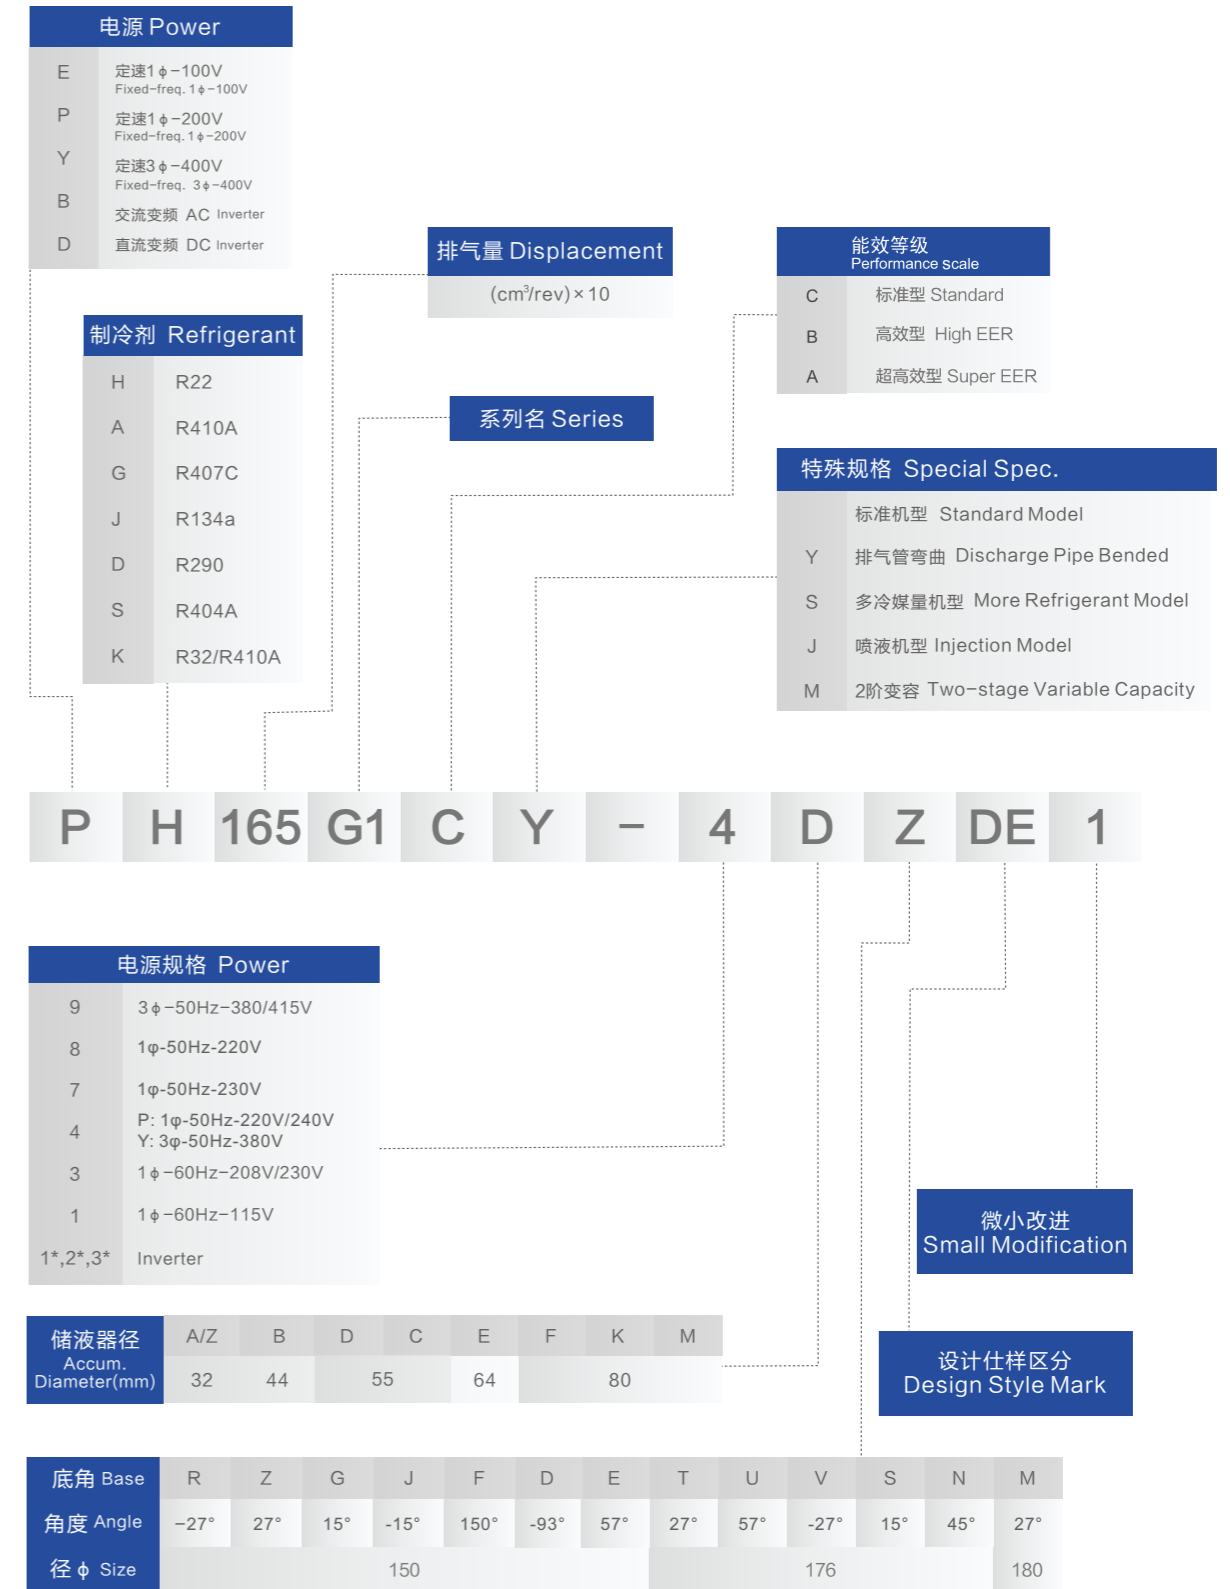 电源 Power
E 定速1ϕ-100V
Fixed-freq. 1ϕ-100V
P 定速1ϕ-200V
Fixed-freq. 1ϕ-200V
Y 定速3ϕ-400V
Fixed-freq. 3ϕ-400V
B 交流变频 AC Inverter
D 直流变频 DC Inverter
排气量 Displacement
(cm³/rev)×10
能效等级
Performance scale
C 标准型 Standard
B 高效型 High EER
A 超高效型 Super EER
制冷剂 Refrigerant
H R22
A R410A
G R407C
J R134a
D R290
S R404A
K R32/R410A
系列名 Series
特殊规格 Special Spec.
标准机型 Standard Model
Y 排气管弯曲 Discharge Pipe Bended
S 多冷媒量机型 More Refrigerant Model
J 喷液机型 Injection Model
M 2阶变容 Two-stage Variable Capacity
P H 165 G1 C Y - 4 D Z DE 1
电源规格 Power
9 3ϕ-50Hz-380/415V
8 1φ-50Hz-220V
7 1φ-50Hz-230V
4 P: 1φ-50Hz-220V/240V
Y: 3φ-50Hz-380V
3 1ϕ-60Hz-208V/230V
1 1ϕ-60Hz-115V
1*,2*,3* Inverter
微小改进
Small Modification
设计仕样区分
Design Style Mark
储液器径
Accum.
Diameter(mm)
A/Z B D C E F K M
32 44 55 64 80
底角 Base R Z G J F D E T U V S N M
角度 Angle -27° 27° 15° -15° 150° -93° 57° 27° 57° -27° 15° 45° 27°
径 ϕ Size 150 176 180